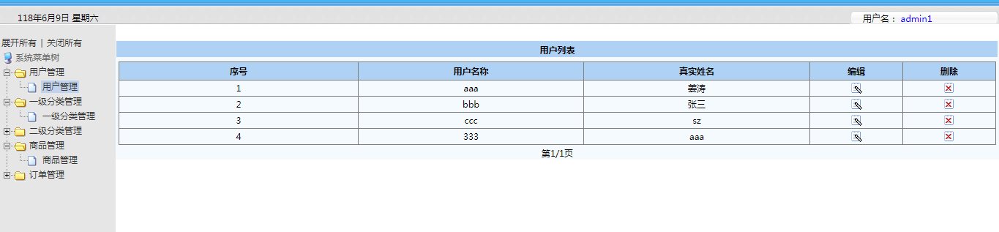 118年6月9日 星期六
用户名： admin1
展开所有 | 关闭所有
系统菜单树
用户管理
用户管理
一级分类管理
一级分类管理
二级分类管理
商品管理
商品管理
订单管理
用户列表
序号 用户名称 真实姓名 编辑 删除
1 aaa 姜涛
2 bbb 张三
3 ccc sz
4 333 aaa
第1/1页